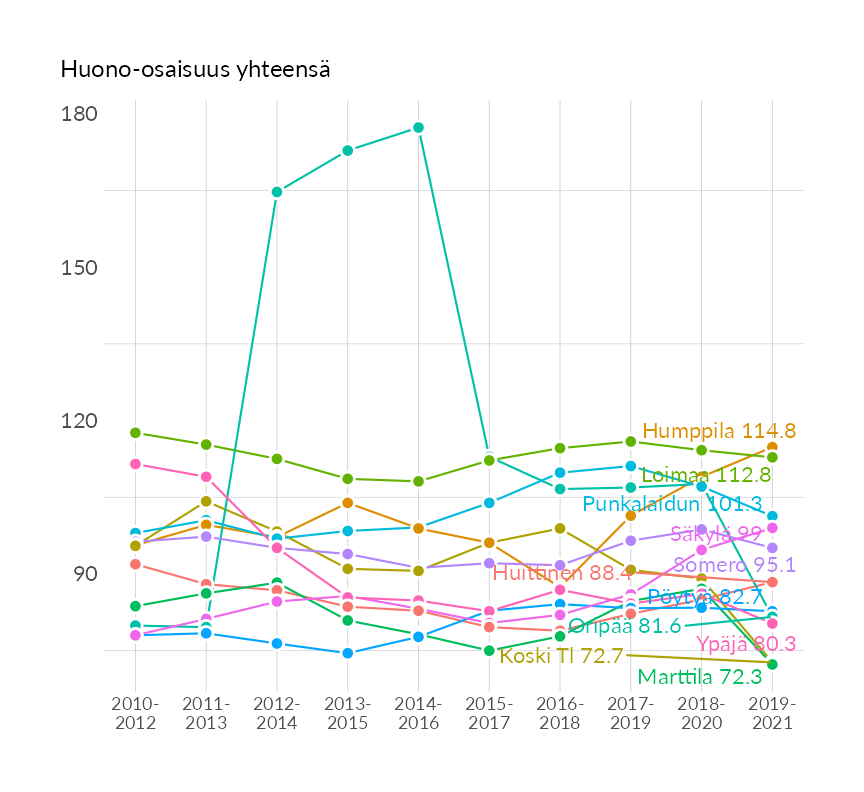 Huono-osaisuus yhteensä
180
150
120
90
Humppila 114.8
Loimaa 112.8
Punkalaidun 101.3
Säkylä 99
Somero 95.1
Huittinen 88.4
Pöytyä 82.7
Oripää 81.6
Ypäjä 80.3
Koski Tl 72.7
Marttila 72.3
2010-2012 2011-2013 2012-2014 2013-2015 2014-2016 2015-2017 2016-2018 2017-2019 2018-2020 2019-2021